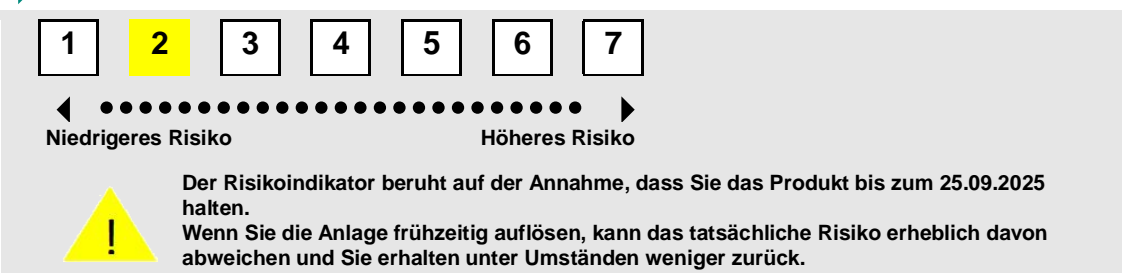 1 2 3 4 5 6 7
Niedrigeres Risiko Höheres Risiko
Der Risikoindikator beruht auf der Annahme, dass Sie das Produkt bis zum 25.09.2025
halten.
Wenn Sie die Anlage frühzeitig auflösen, kann das tatsächliche Risiko erheblich davon
abweichen und Sie erhalten unter Umständen weniger zurück.
!